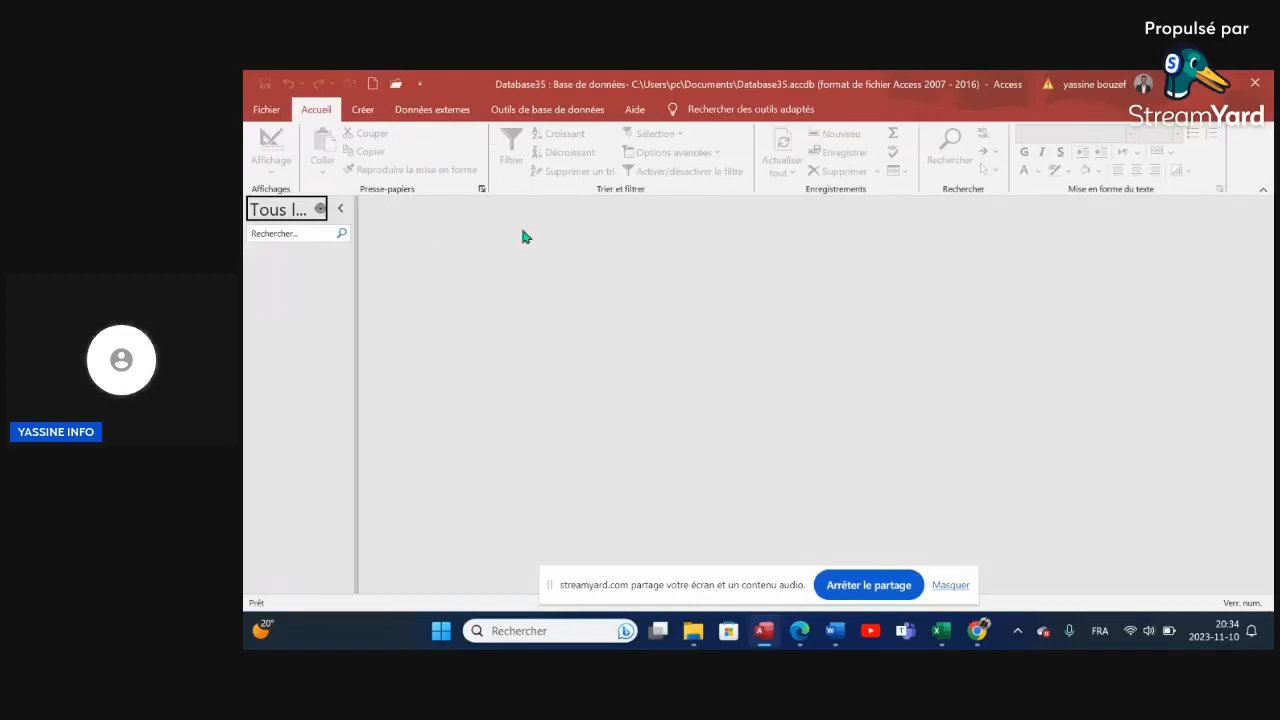 Propulsé par
StreamYard
Database35 : Base de données- C:\Users\pc\Documents\Database35.accdb (format de fichier Access 2007 - 2016) - Access
yassine bouzef
Fichier
Accueil
Créer
Données externes
Outils de base de données
Aide
Rechercher des outils adaptés
Affichage
Affichages
Coller
Couper
Copier
Reproduire la mise en forme
Presse-papiers
Filtrer
Croissant
Décroissant
Supprimer un tri
Sélection
Options avancées
Activer/désactiver le filtre
Trier et filtrer
Actualiser
tout
Nouveau
Enregistrer
Supprimer
Enregistrements
Rechercher
Rechercher
G I S
A
Mise en forme du texte
Tous l...
Rechercher...
YASSINE INFO
streamyard.com partage votre écran et un contenu audio.
Arrêter le partage
Masquer
Prêt
Verr. num.
20°
Rechercher
FRA
20:34
2023-11-10